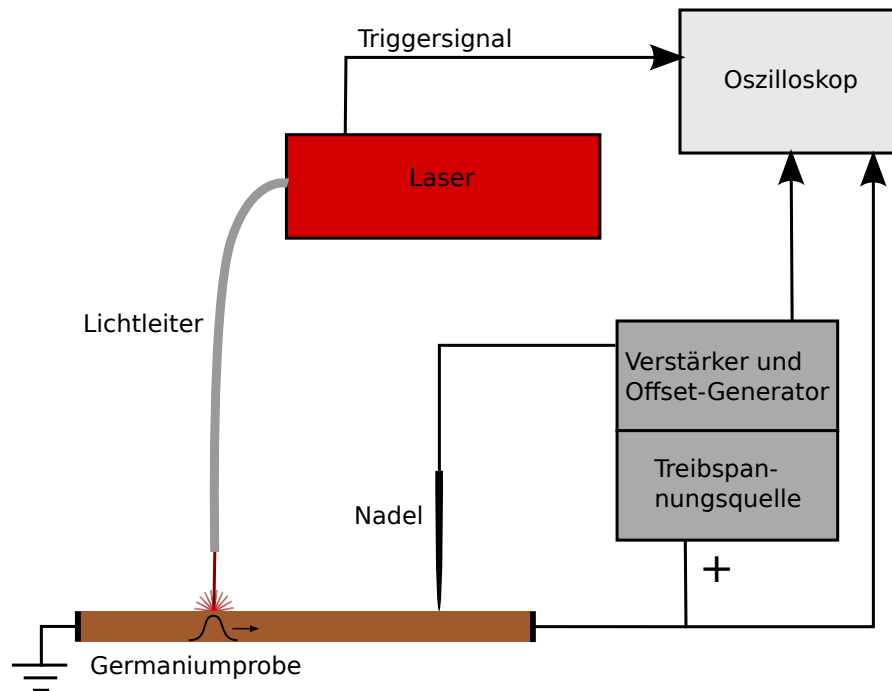 Triggersignal
Oszilloskop
Laser
Lichtleiter
Verstärker und
Offset-Generator
Treibspan-
nungsquelle
Nadel
+
Germaniumprobe